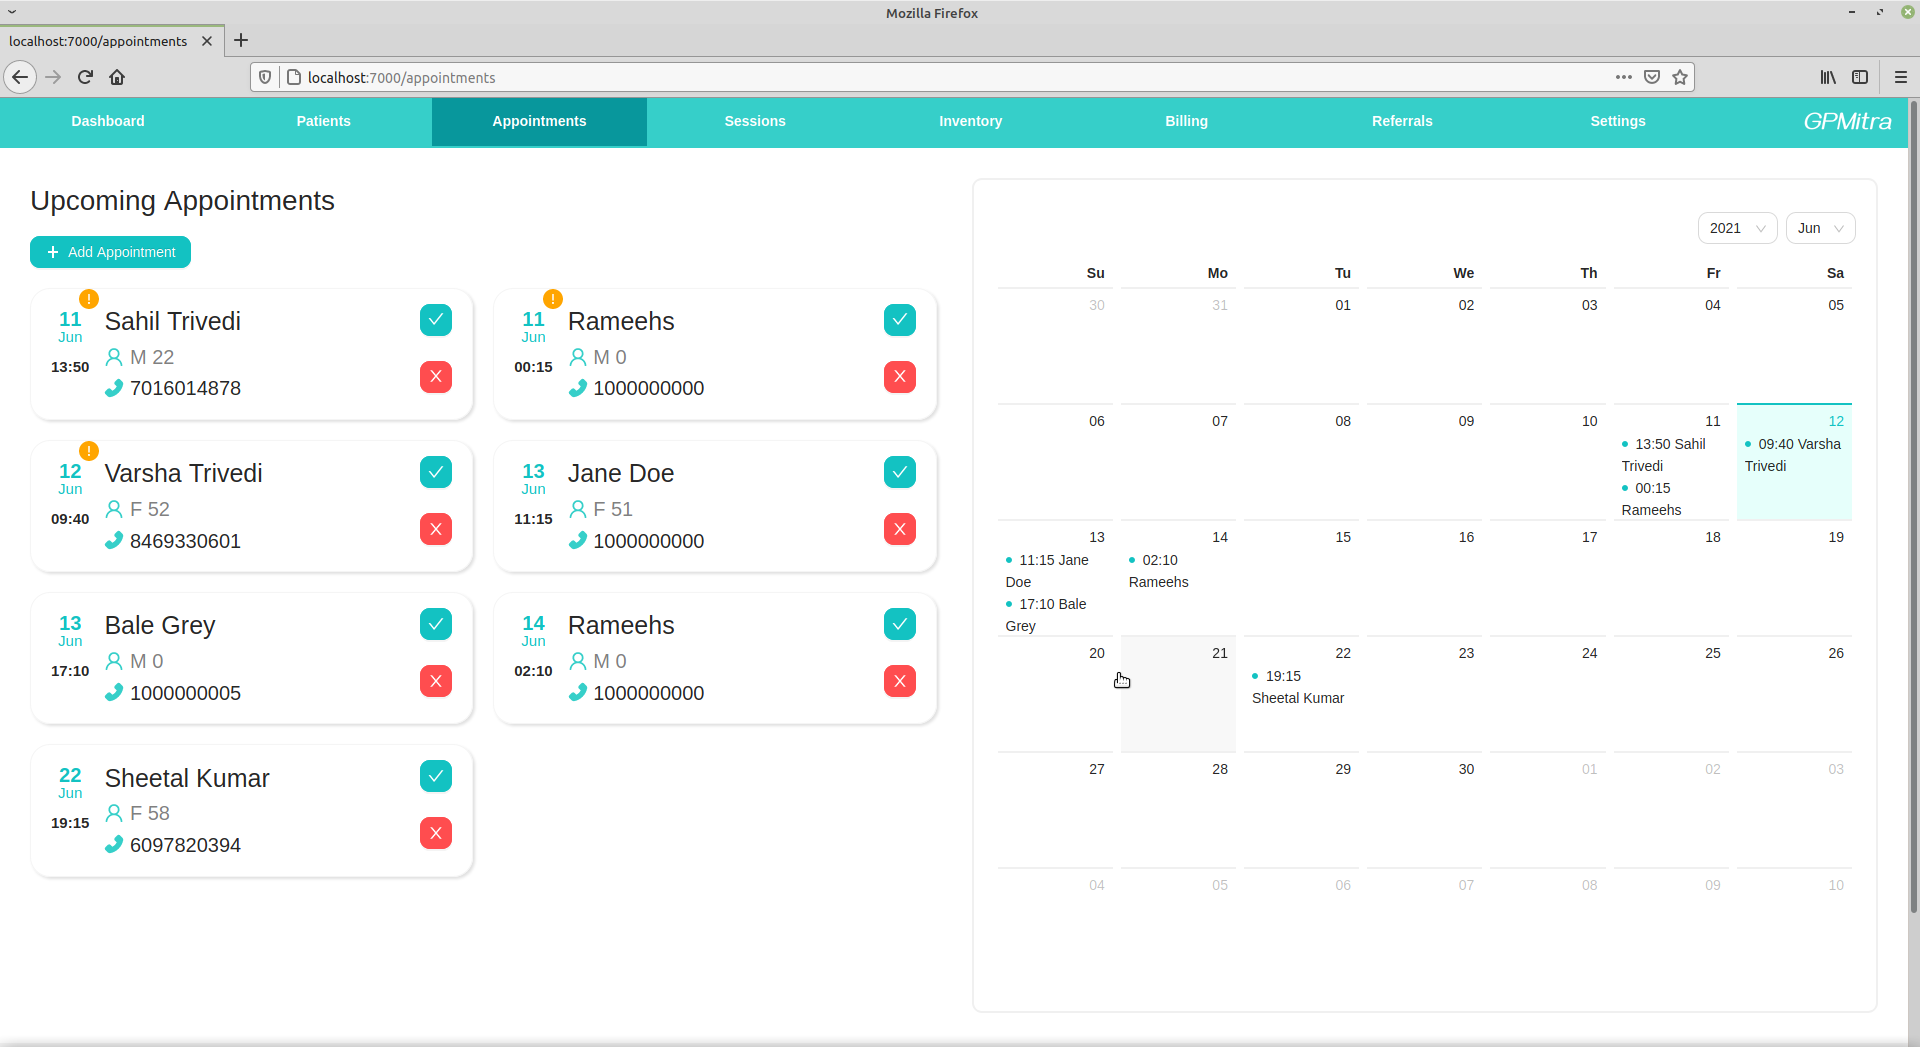 Mozilla Firefox
localhost:7000/appointments
localhost:7000/appointments
Dashboard Patients Appointments Sessions Inventory Billing Referrals Settings GPMitra
Upcoming Appointments
+ Add Appointment
!
11
Jun
13:50
Sahil Trivedi
M 22
7016014878
!
11
Jun
00:15
Rameehs
M 0
1000000000
!
12
Jun
09:40
Varsha Trivedi
F 52
8469330601
13
Jun
11:15
Jane Doe
F 51
1000000000
13
Jun
17:10
Bale Grey
M 0
1000000005
14
Jun
02:10
Rameehs
M 0
1000000000
22
Jun
19:15
Sheetal Kumar
F 58
6097820394
2021 Jun
Su Mo Tu We Th Fr Sa
30 31 01 02 03 04 05
06 07 08 09 10 11 12
13:50 Sahil
Trivedi
00:15
Rameehs
09:40 Varsha
Trivedi
13 14 15 16 17 18 19
11:15 Jane
Doe
17:10 Bale
Grey
02:10
Rameehs
20 21 22 23 24 25 26
19:15
Sheetal Kumar
27 28 29 30 01 02 03
04 05 06 07 08 09 10